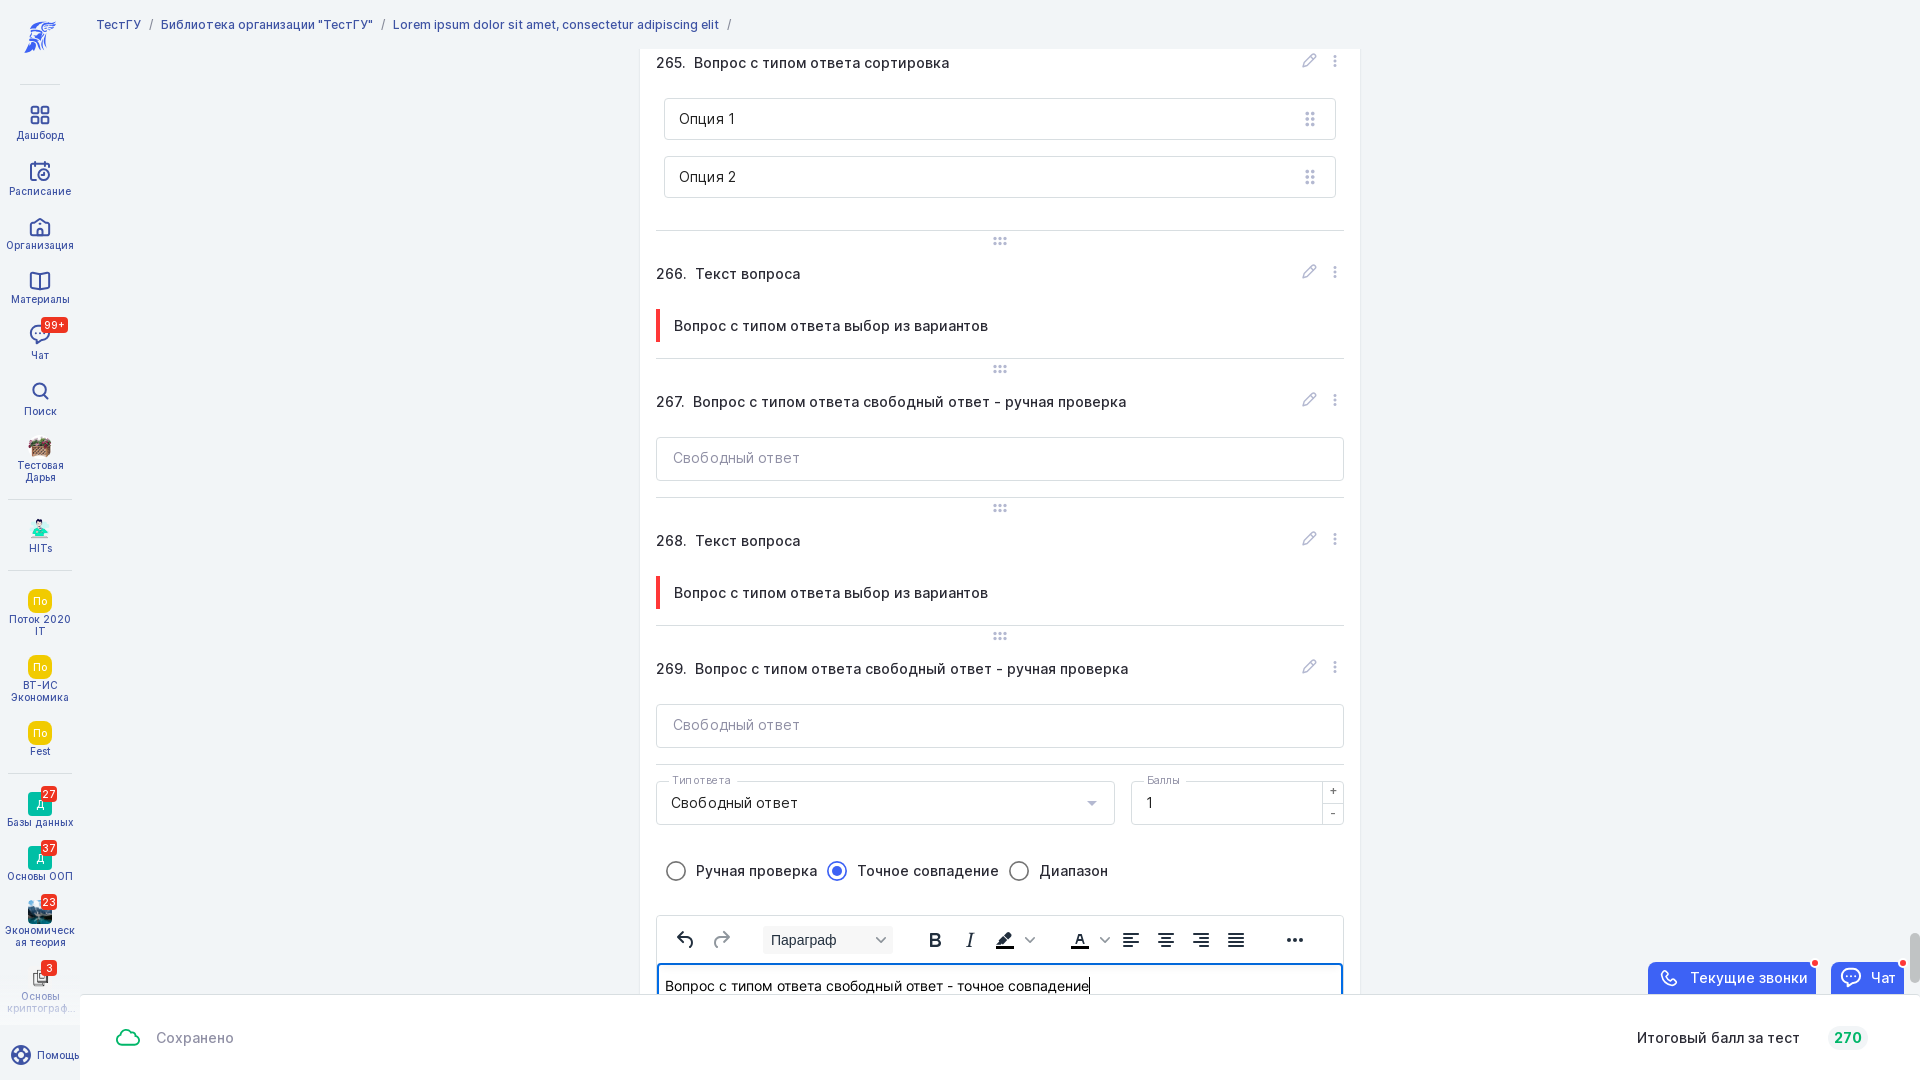 ТестГУ / Библиотека организации "ТестГУ" / Lorem ipsum dolor sit amet, consectetur adipiscing elit /
Дашборд
Расписание
Организация
Материалы
99+
Чат
Поиск
Тестовая
Дарья
HITs
По
Поток 2020
IT
По
ВТ-ИС
Экономика
По
Fest
27
Д
Базы данных
37
Д
Основы ООП
23
Экономическ
ая теория
3
Основы
криптограф...
Помощь
265. Вопрос с типом ответа сортировка
Опция 1
Опция 2
266. Текст вопроса
Вопрос с типом ответа выбор из вариантов
267. Вопрос с типом ответа свободный ответ - ручная проверка
Свободный ответ
268. Текст вопроса
Вопрос с типом ответа выбор из вариантов
269. Вопрос с типом ответа свободный ответ - ручная проверка
Свободный ответ
Тип ответа
Свободный ответ
Баллы
1
+
-
Ручная проверка Точное совпадение Диапазон
Параграф
Вопрос с типом ответа свободный ответ - точное совпадение
Текущие звонки
Чат
Сохранено
Итоговый балл за тест 270